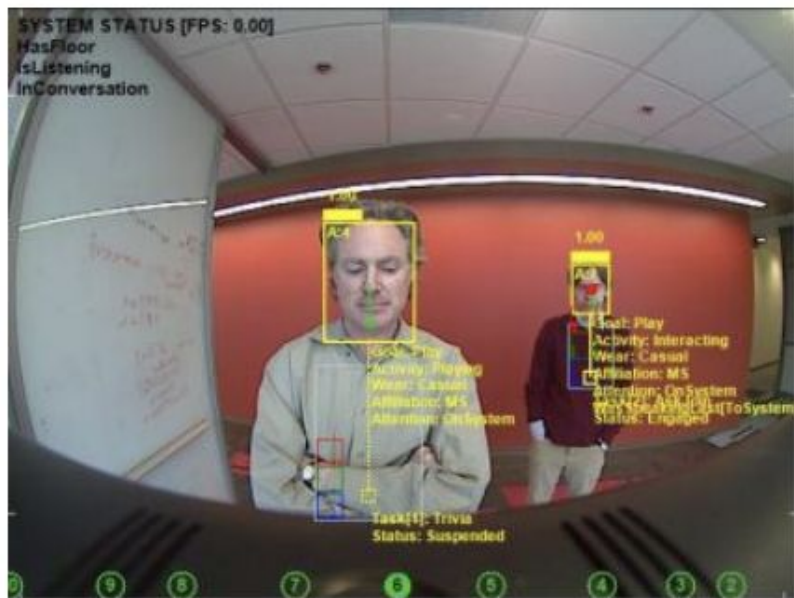 SYSTEM STATUS [FPS: 0.00]
HasFloor
IsListening
InConversation
1.00
A:4
1.00
Goal: Play
Activity: Interacting
Wear: Casual
Affiliation: MS
Attention: OnSystem
Status: Engaged
Goal: Play
Activity: Playing
Wear: Casual
Affiliation: MS
Attention: OnSystem
Task[1]: Trivia
Status: Suspended
9
8
7
6
5
4
3
2